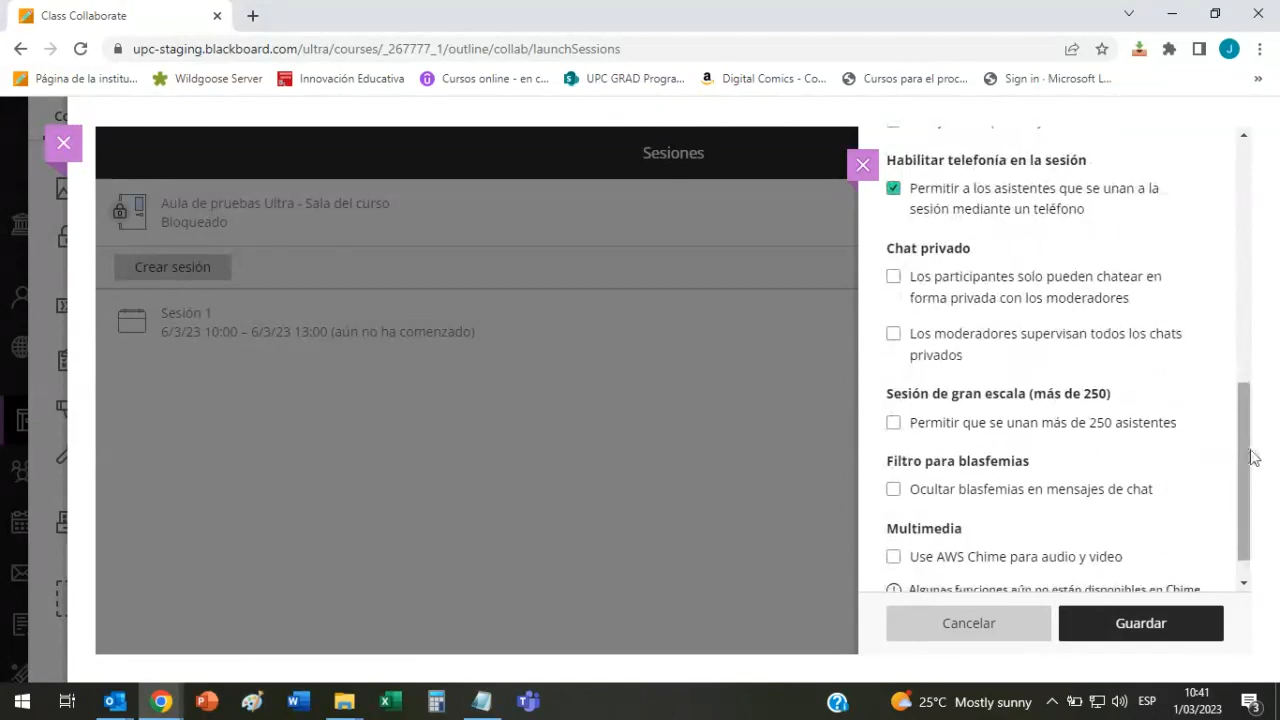 Class Collaborate
upc-staging.blackboard.com/ultra/courses/_267777_1/outline/collab/launchSessions
J
Página de la institu...
Wildgoose Server
Innovación Educativa
Cursos online - en c...
UPC GRAD Progra...
Digital Comics - Co...
Cursos para el proc...
Sign in · Microsoft L...
»
Co
Sesiones
Aula de pruebas Ultra - Sala del curso
Bloqueado
Crear sesión
Sesión 1
6/3/23 10:00 – 6/3/23 13:00 (aún no ha comenzado)
Habilitar telefonía en la sesión
Permitir a los asistentes que se unan a la
sesión mediante un teléfono
Chat privado
Los participantes solo pueden chatear en
forma privada con los moderadores
Los moderadores supervisan todos los chats
privados
Sesión de gran escala (más de 250)
Permitir que se unan más de 250 asistentes
Filtro para blasfemias
Ocultar blasfemias en mensajes de chat
Multimedia
Use AWS Chime para audio y video
Algunas funciones aún no están disponibles en Chime
Cancelar
Guardar
25°C Mostly sunny
ESP
10:41
1/03/2023
3